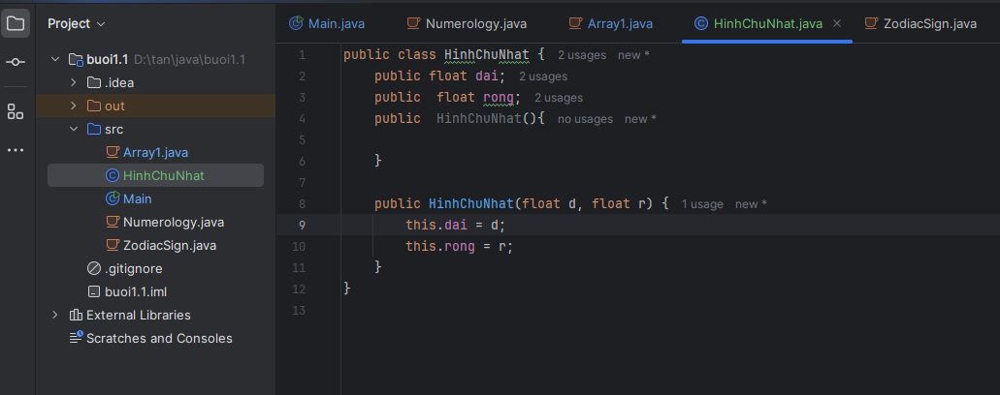 Project
buoi1.1 D:\tan\java\buoi1.1
.idea
out
src
Array1.java
HinhChuNhat
Main
Numerology.java
ZodiacSign.java
.gitignore
buoi1.1.iml
External Libraries
Scratches and Consoles
Main.java Numerology.java Array1.java HinhChuNhat.java ZodiacSign.java
1 public class HinhChuNhat { 2 usages new *
2 public float dai; 2 usages
3 public float rong; 2 usages
4 public HinhChuNhat(){ no usages new *
5
6 }
7
8 public HinhChuNhat(float d, float r) { 1 usage new *
9 this.dai = d;
10 this.rong = r;
11 }
12 }
13